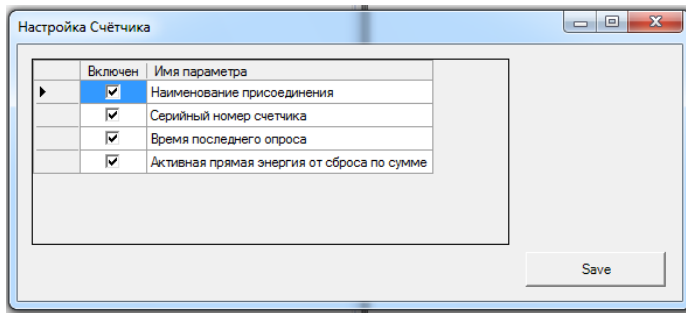 Настройка Счётчика
Включен Имя параметра
Наименование присоединения
Серийный номер счетчика
Время последнего опроса
Активная прямая энергия от сброса по сумме
Save